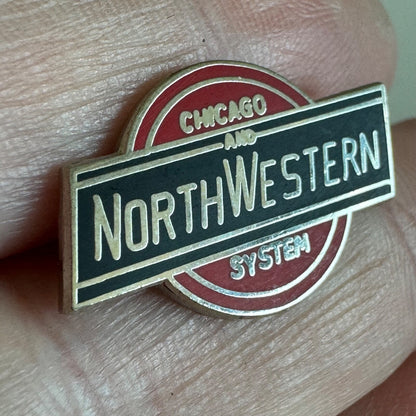 CHICAGO
AND
NORTHWESTERN
SYSTEM